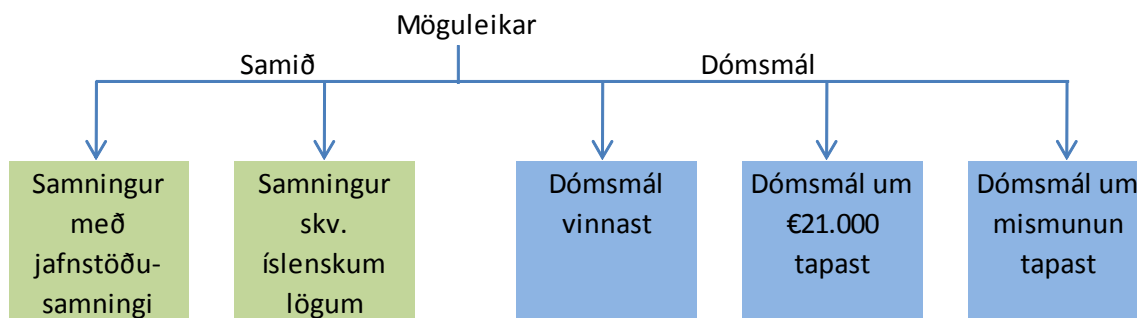 Möguleikar
Samið
Dómsmál
Samningur
með
jafnstöðu-
samningi
Samningur
skv.
íslenskum
lögum
Dómsmál
vinnast
Dómsmál um
€21.000
tapast
Dómsmál um
mismunun
tapast